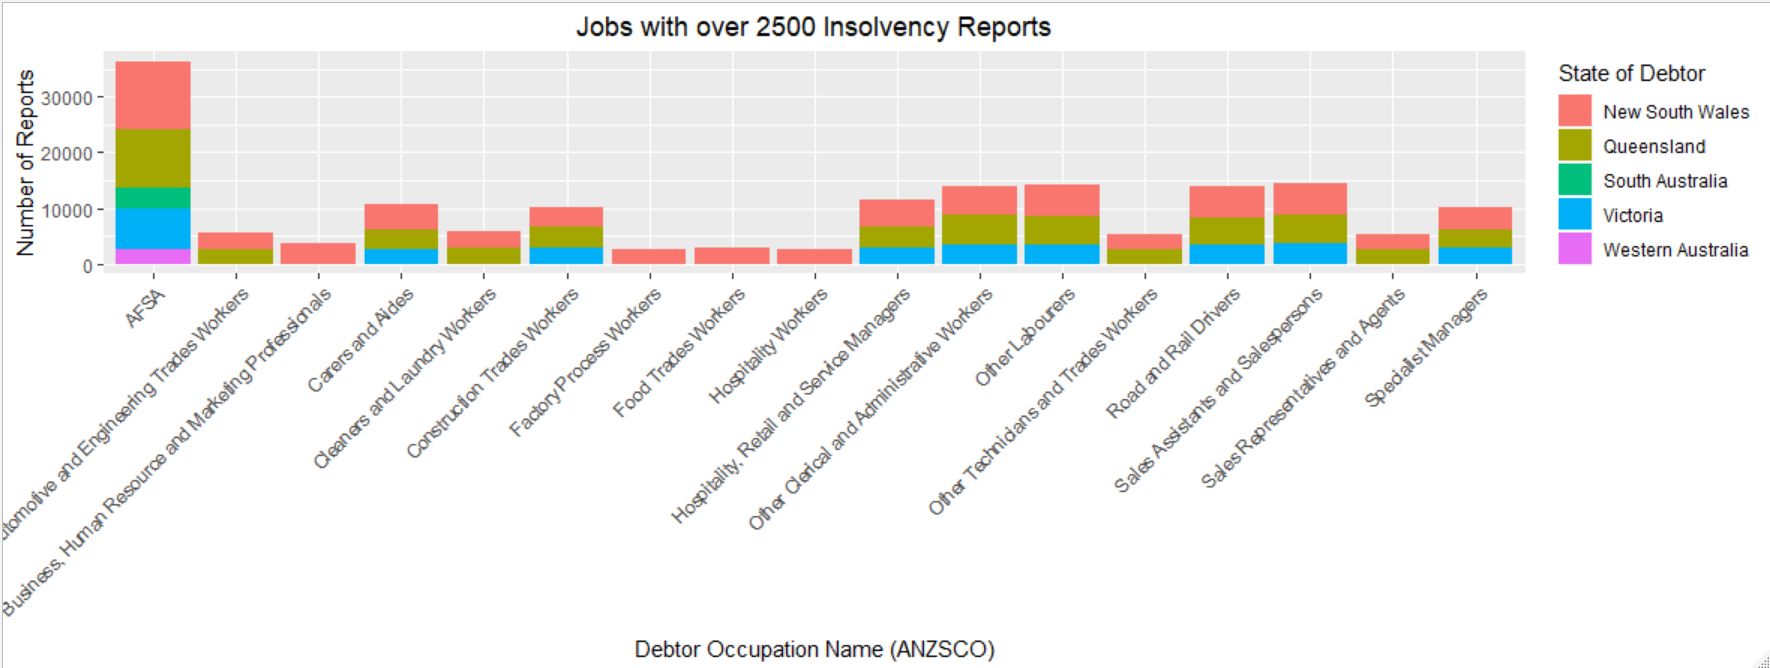 Jobs with over 2500 Insolvency Reports
Number of Reports
30000
20000
10000
0
AFSA
utomotive and Engineering Trades Workers
Business, Human Resource and Marketing Professionals
Carers and Aides
Cleaners and Laundry Workers
Construction Trades Workers
Factory Process Workers
Food Trades Workers
Hospitality Workers
Hospitality, Retail and Service Managers
Other Clerical and Administrative Workers
Other Labourers
Other Technicians and Trades Workers
Road and Rail Drivers
Sales Assistants and Salespersons
Sales Representatives and Agents
Specialist Managers
Debtor Occupation Name (ANZSCO)
State of Debtor
New South Wales
Queensland
South Australia
Victoria
Western Australia